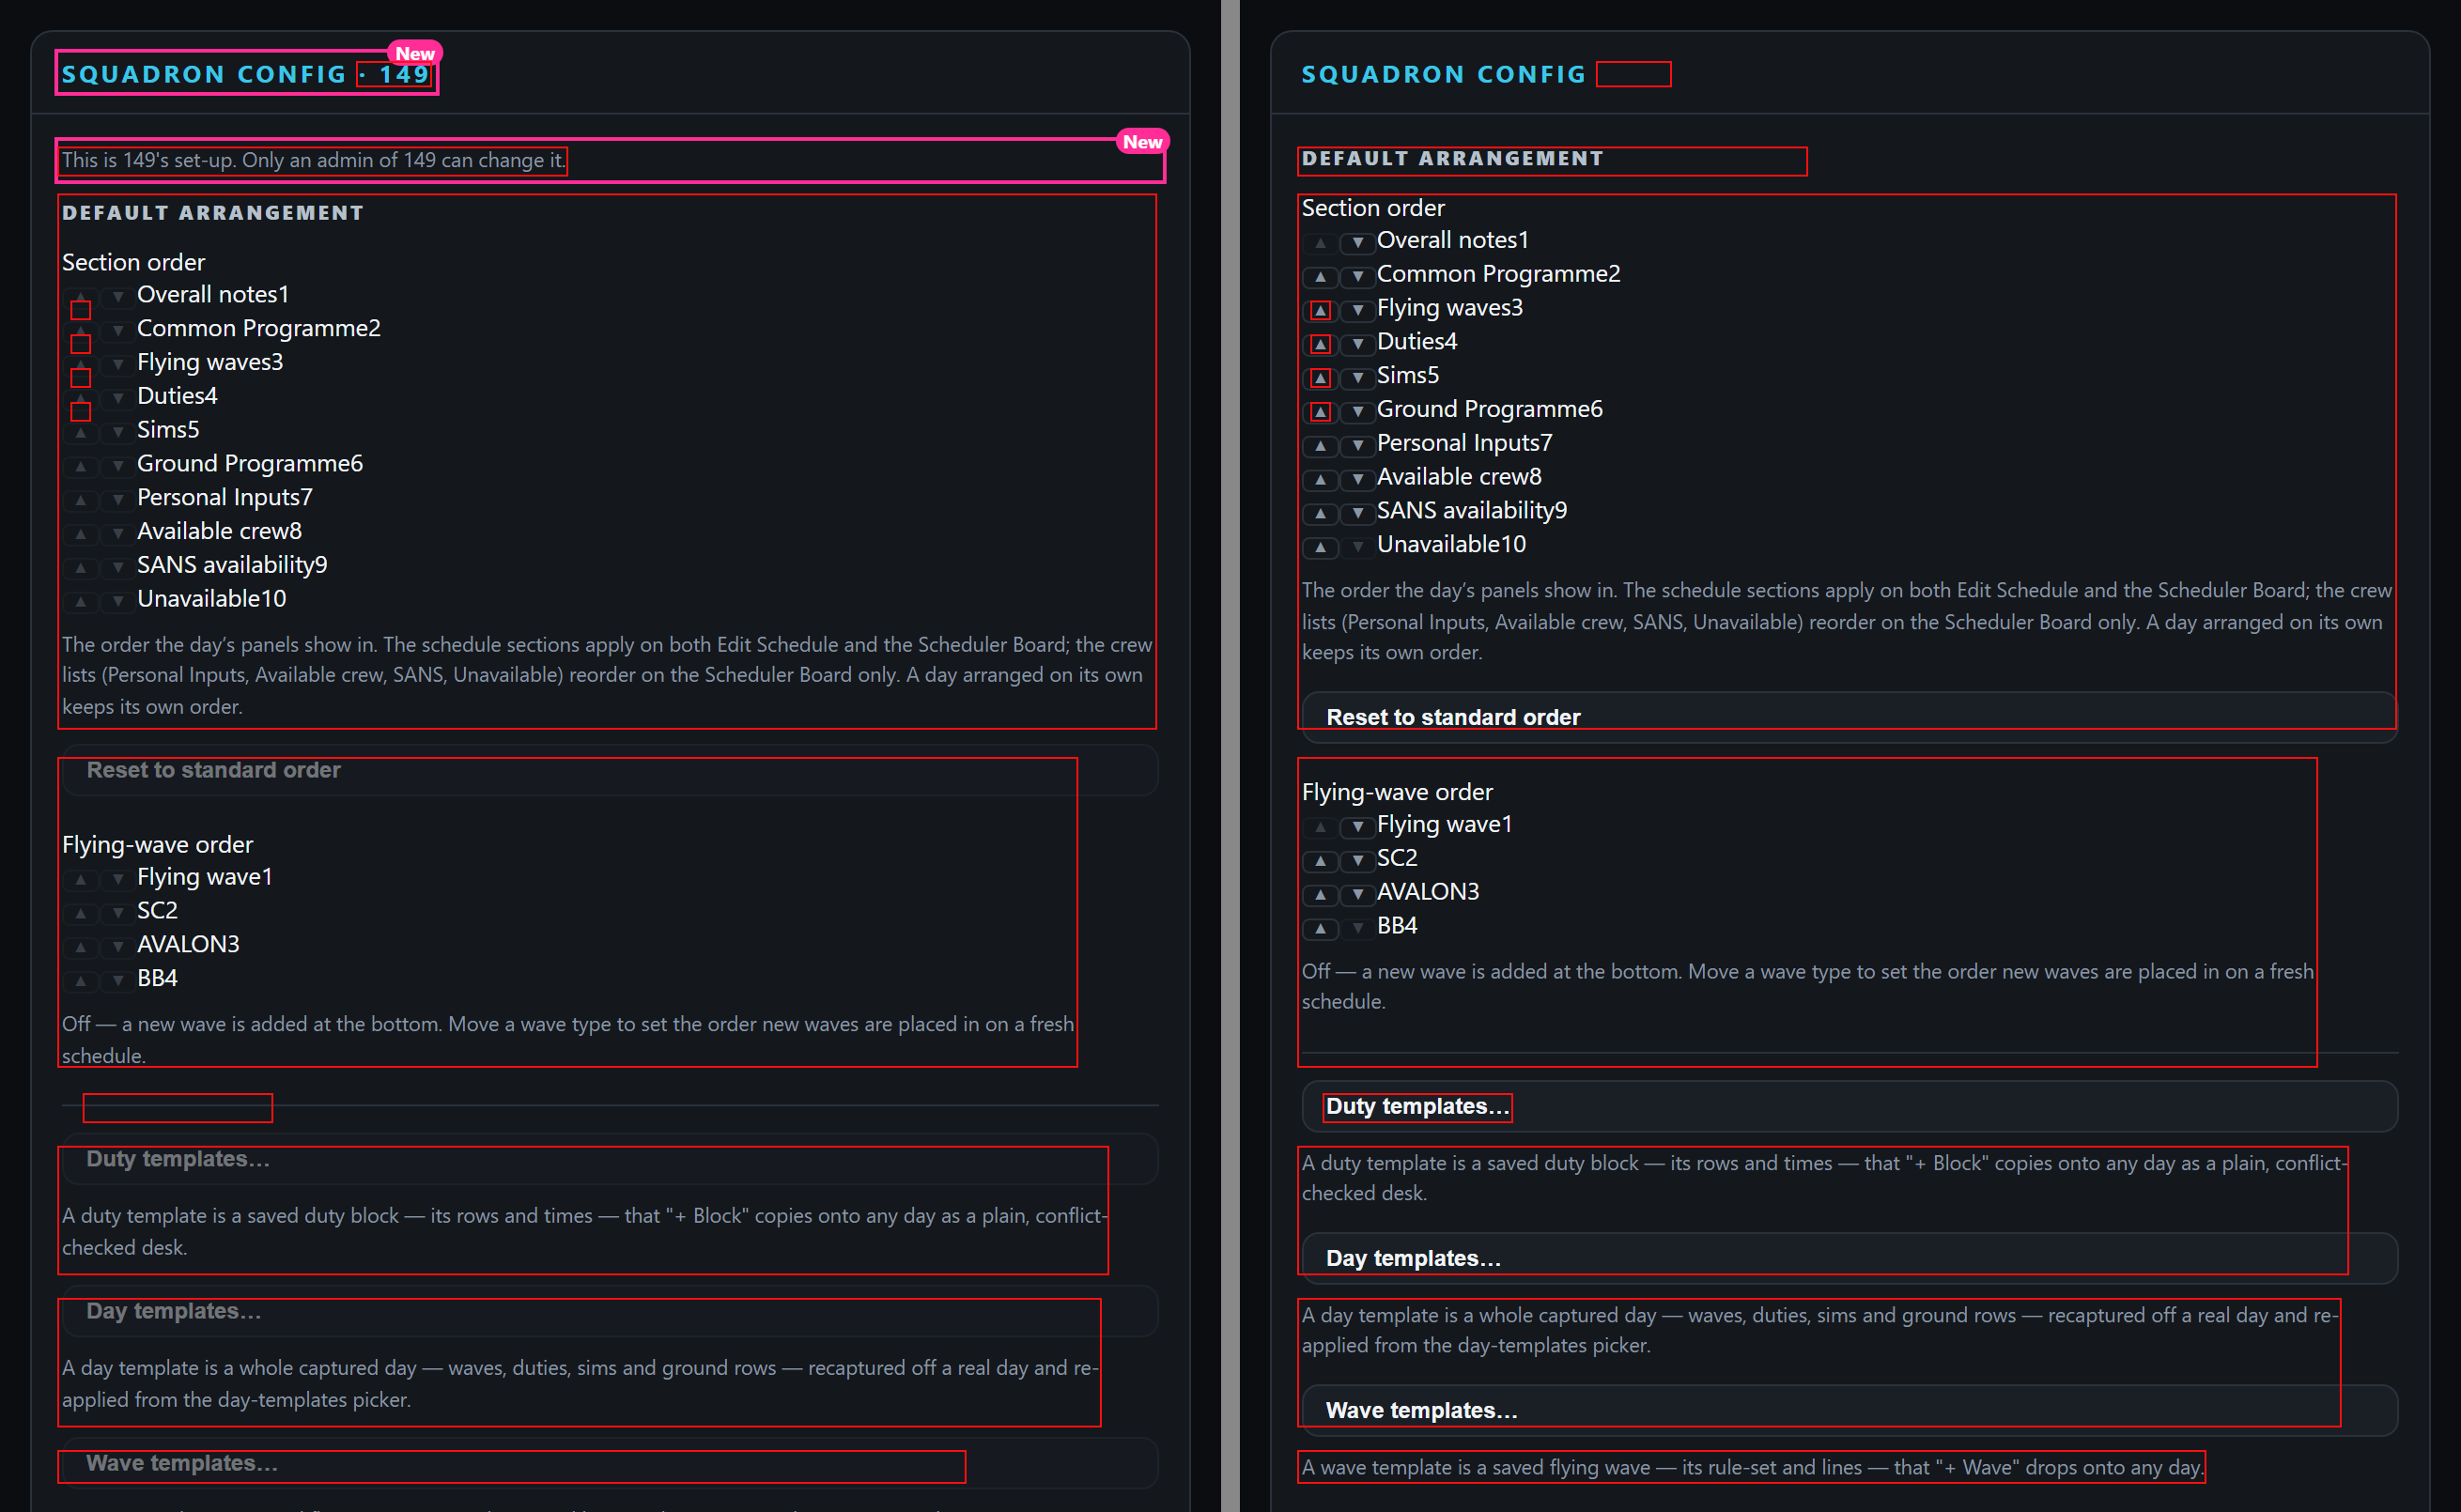 SQUADRON CONFIG · 149
New
This is 149's set-up. Only an admin of 149 can change it.
New
DEFAULT ARRANGEMENT
Section order
▲ ▼ Overall notes1
▲ ▼ Common Programme2
▲ ▼ Flying waves3
▲ ▼ Duties4
▲ ▼ Sims5
▲ ▼ Ground Programme6
▲ ▼ Personal Inputs7
▲ ▼ Available crew8
▲ ▼ SANS availability9
▲ ▼ Unavailable10
The order the day’s panels show in. The schedule sections apply on both Edit Schedule and the Scheduler Board; the crew
lists (Personal Inputs, Available crew, SANS, Unavailable) reorder on the Scheduler Board only. A day arranged on its own
keeps its own order.
Reset to standard order
Flying-wave order
▲ ▼ Flying wave1
▲ ▼ SC2
▲ ▼ AVALON3
▲ ▼ BB4
Off — a new wave is added at the bottom. Move a wave type to set the order new waves are placed in on a fresh
schedule.
Duty templates…
A duty template is a saved duty block — its rows and times — that "+ Block" copies onto any day as a plain, conflict-
checked desk.
Day templates…
A day template is a whole captured day — waves, duties, sims and ground rows — recaptured off a real day and re-
applied from the day-templates picker.
Wave templates…
SQUADRON CONFIG
DEFAULT ARRANGEMENT
Section order
▲ ▼ Overall notes1
▲ ▼ Common Programme2
▲ ▼ Flying waves3
▲ ▼ Duties4
▲ ▼ Sims5
▲ ▼ Ground Programme6
▲ ▼ Personal Inputs7
▲ ▼ Available crew8
▲ ▼ SANS availability9
▲ ▼ Unavailable10
The order the day’s panels show in. The schedule sections apply on both Edit Schedule and the Scheduler Board; the crew
lists (Personal Inputs, Available crew, SANS, Unavailable) reorder on the Scheduler Board only. A day arranged on its own
keeps its own order.
Reset to standard order
Flying-wave order
▲ ▼ Flying wave1
▲ ▼ SC2
▲ ▼ AVALON3
▲ ▼ BB4
Off — a new wave is added at the bottom. Move a wave type to set the order new waves are placed in on a fresh
schedule.
Duty templates…
A duty template is a saved duty block — its rows and times — that "+ Block" copies onto any day as a plain, conflict-
checked desk.
Day templates…
A day template is a whole captured day — waves, duties, sims and ground rows — recaptured off a real day and re-
applied from the day-templates picker.
Wave templates…
A wave template is a saved flying wave — its rule-set and lines — that "+ Wave" drops onto any day.